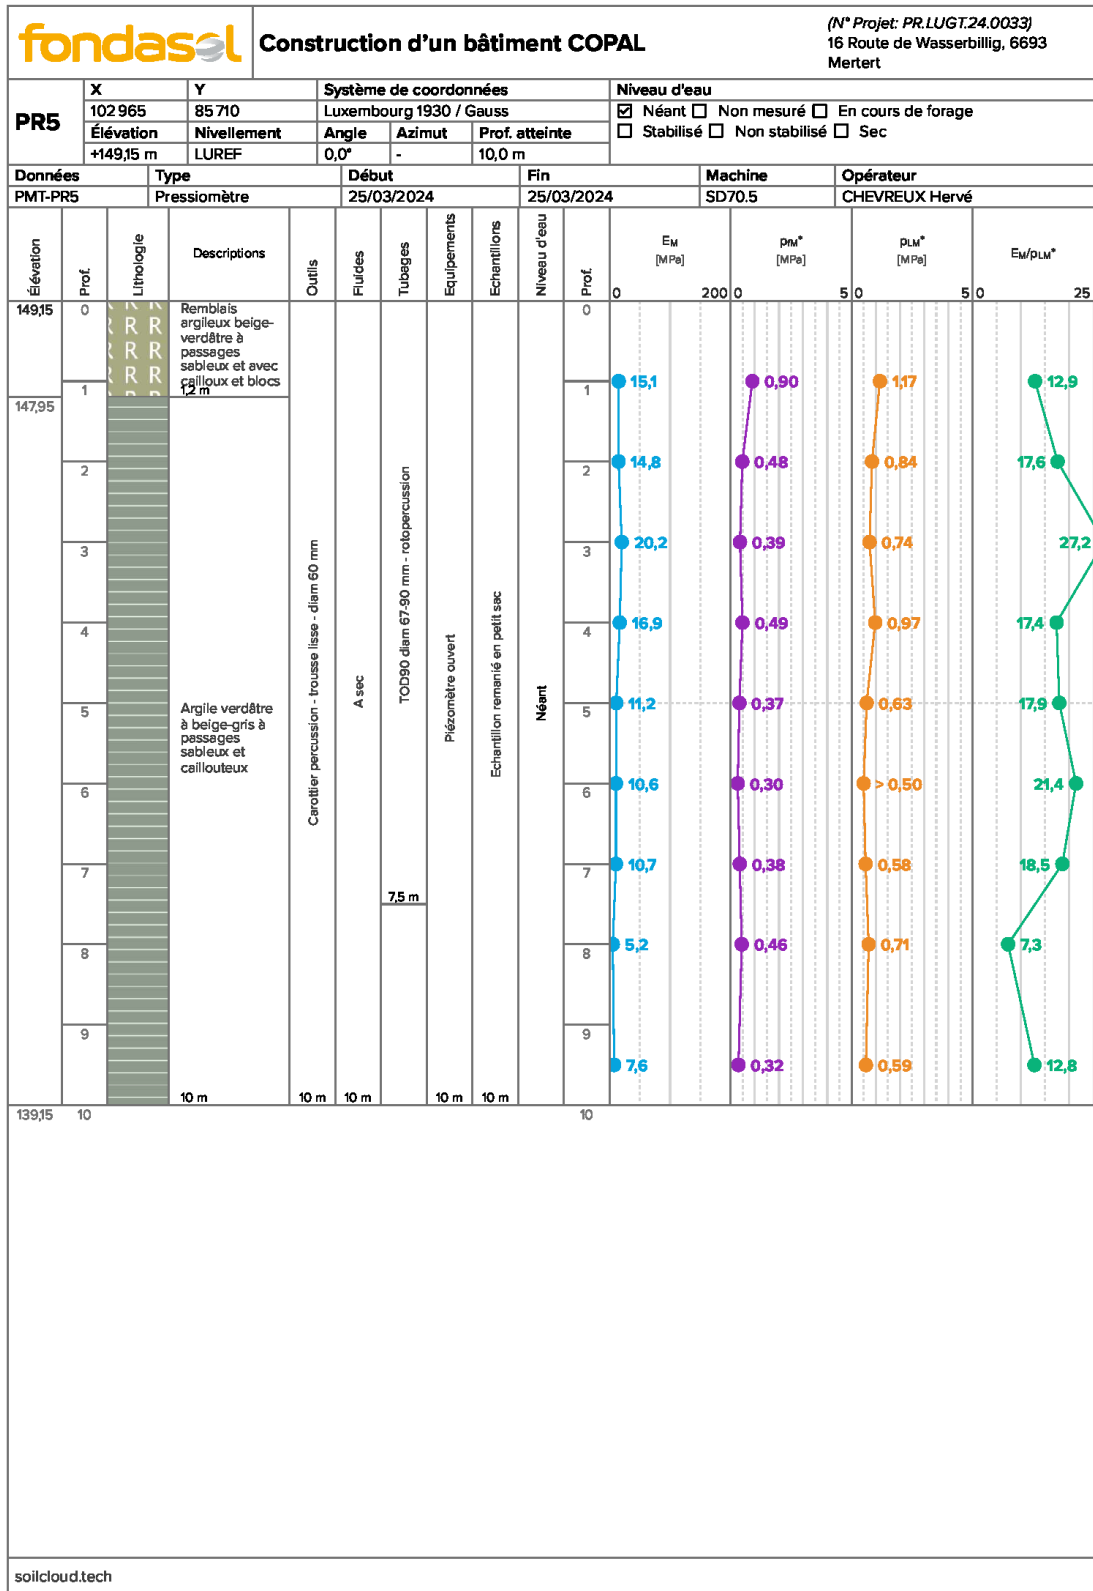 fondasol
Construction d'un bâtiment COPAL
(N° Projet: PR.LUGT.24.0033)
16 Route de Wasserbillig, 6693
Mertert
PR5
X Y Système de coordonnées Niveau d'eau
102 965 85 710 Luxembourg 1930 / Gauss
☑ Néant ☐ Non mesuré ☐ En cours de forage
Élévation Nivellement Angle Azimut Prof. atteinte
☐ Stabilisé ☐ Non stabilisé ☐ Sec
+149,15 m LUREF 0,0° - 10,0 m
Données Type Début Fin Machine Opérateur
PMT-PR5 Pressiomètre 25/03/2024 25/03/2024 SD70.5 CHEVREUX Hervé
Élévation
Prof.
Lithologie
Descriptions
Outils
Fluides
Tubages
Equipements
Echantillons
Niveau d'eau
Prof.
EM
[MPa]
pfM*
[MPa]
pLM*
[MPa]
EM/pLM*
0 200 0 5 0 5 0 25
149,15 0
R R R
R R
R R R
R R
R R
Remblais
argileux beige-
verdâtre à
passages
sableux et avec
cailloux et blocs
1,2 m
147,95
Argile verdâtre
à beige-gris à
passages
sableux et
caillouteux
10 m
Carottier percussion - trousse lisse - diam 60 mm
10 m
A sec
10 m
TOD90 diam 67-90 mm - rotopercussion
7,5 m
Piézomètre ouvert
10 m
Echantillon remanié en petit sac
10 m
Néant
0
1 1 15,1 0,90 1,17 12,9
2 2 14,8 0,48 0,84 17,6
3 3 20,2 0,39 0,74 27,2
4 4 16,9 0,49 0,97 17,4
5 5 11,2 0,37 0,63 17,9
6 6 10,6 0,30 > 0,50 21,4
7 7 10,7 0,38 0,58 18,5
8 8 5,2 0,46 0,71 7,3
9 9
7,6 0,32 0,59 12,8
139,15 10 10
soilcloud.tech